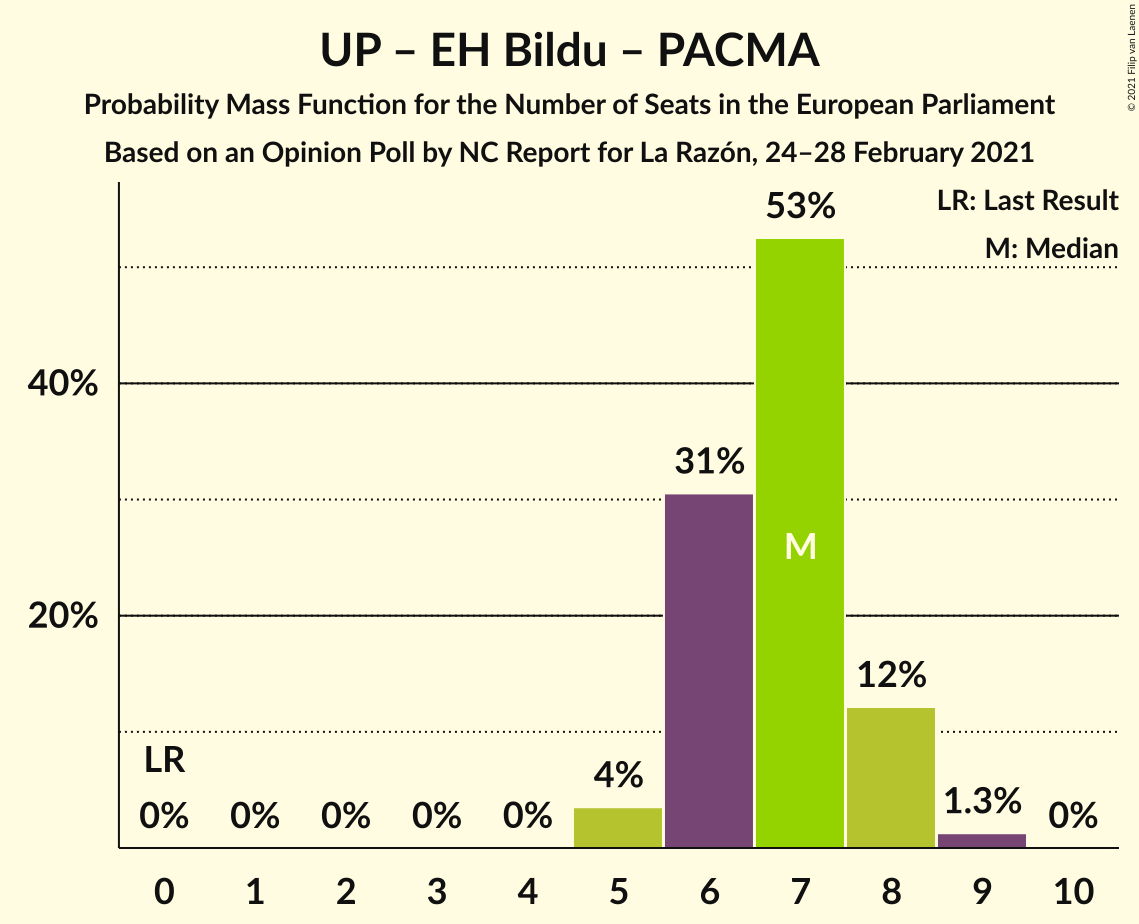 UP – EH Bildu – PACMA
Probability Mass Function for the Number of Seats in the European Parliament
Based on an Opinion Poll by NC Report for La Razón, 24–28 February 2021
© 2021 Filip van Laenen
LR: Last Result
M: Median
53%
40%
31%
M
20%
12%
LR
4%
1.3%
0% 0% 0% 0% 0% 0%
0 1 2 3 4 5 6 7 8 9 10